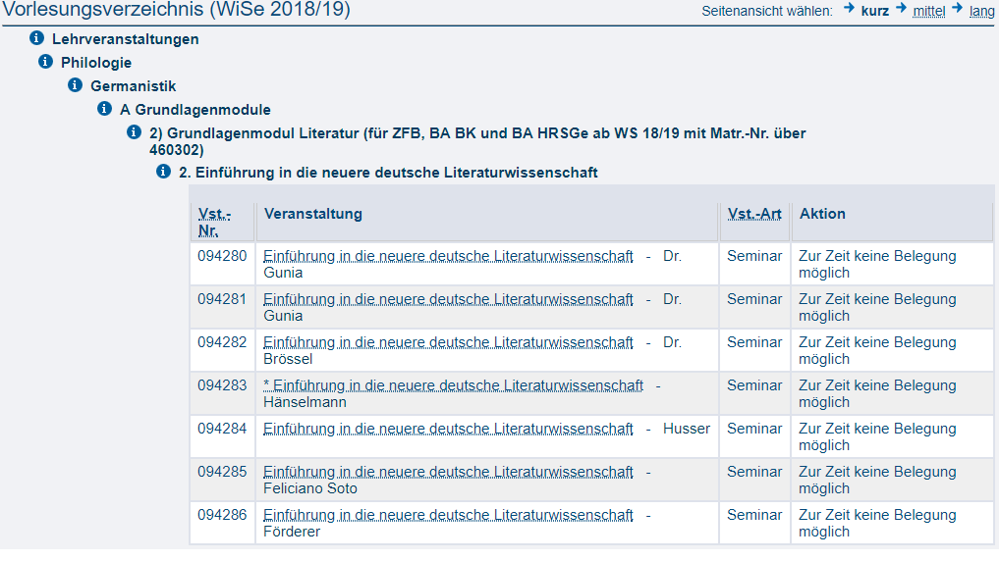 Vorlesungsverzeichnis (WiSe 2018/19)
Seitenansicht wählen: kurz mittel lang
Lehrveranstaltungen
Philologie
Germanistik
A Grundlagenmodule
2) Grundlagenmodul Literatur (für ZFB, BA BK und BA HRSGe ab WS 18/19 mit Matr.-Nr. über
460302)
2. Einführung in die neuere deutsche Literaturwissenschaft
Vst.-
Nr.
Veranstaltung
Vst.-Art
Aktion
094280 Einführung in die neuere deutsche Literaturwissenschaft - Dr. Seminar Zur Zeit keine Belegung
Gunia möglich
094281 Einführung in die neuere deutsche Literaturwissenschaft - Dr. Seminar Zur Zeit keine Belegung
Gunia möglich
094282 Einführung in die neuere deutsche Literaturwissenschaft - Dr. Seminar Zur Zeit keine Belegung
Brössel möglich
094283 * Einführung in die neuere deutsche Literaturwissenschaft - Seminar Zur Zeit keine Belegung
Hänselmann möglich
094284 Einführung in die neuere deutsche Literaturwissenschaft - Husser Seminar Zur Zeit keine Belegung
möglich
094285 Einführung in die neuere deutsche Literaturwissenschaft - Seminar Zur Zeit keine Belegung
Feliciano Soto möglich
094286 Einführung in die neuere deutsche Literaturwissenschaft - Seminar Zur Zeit keine Belegung
Förderer möglich